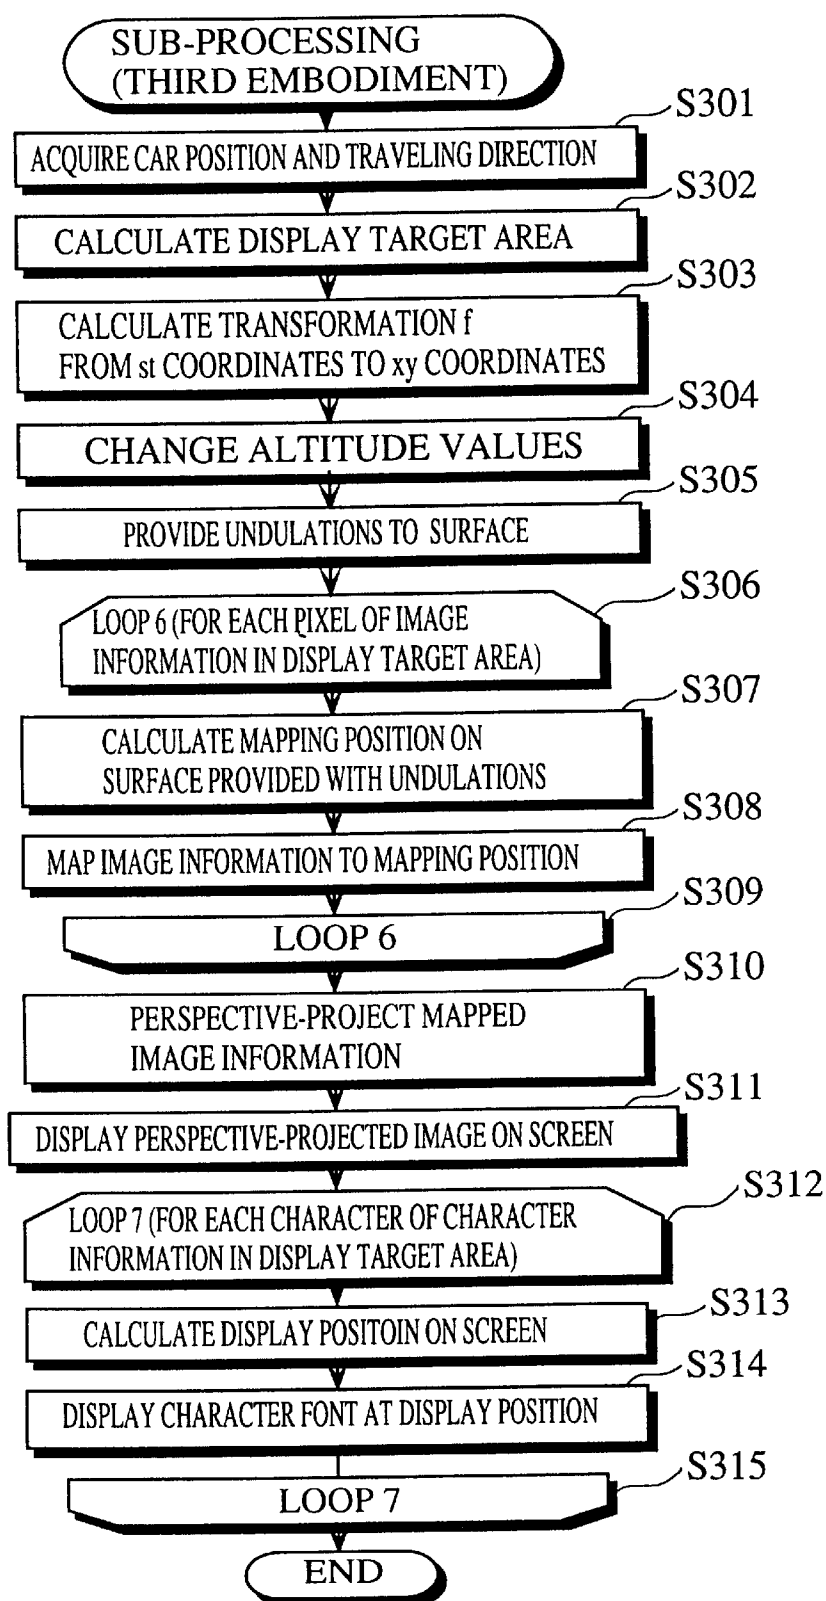 SUB-PROCESSING
(THIRD EMBODIMENT)
S301
ACQUIRE CAR POSITION AND TRAVELING DIRECTION
S302
CALCULATE DISPLAY TARGET AREA
S303
CALCULATE TRANSFORMATION f
FROM st COORDINATES TO xy COORDINATES
S304
CHANGE ALTITUDE VALUES
S305
PROVIDE UNDULATIONS TO SURFACE
S306
LOOP 6 (FOR EACH PIXEL OF IMAGE
INFORMATION IN DISPLAY TARGET AREA)
S307
CALCULATE MAPPING POSITION ON
SURFACE PROVIDED WITH UNDULATIONS
S308
MAP IMAGE INFORMATION TO MAPPING POSITION
S309
LOOP 6
S310
PERSPECTIVE-PROJECT MAPPED
IMAGE INFORMATION
S311
DISPLAY PERSPECTIVE-PROJECTED IMAGE ON SCREEN
S312
LOOP 7 (FOR EACH CHARACTER OF CHARACTER
INFORMATION IN DISPLAY TARGET AREA)
S313
CALCULATE DISPLAY POSITOIN ON SCREEN
S314
DISPLAY CHARACTER FONT AT DISPLAY POSITION
S315
LOOP 7
END